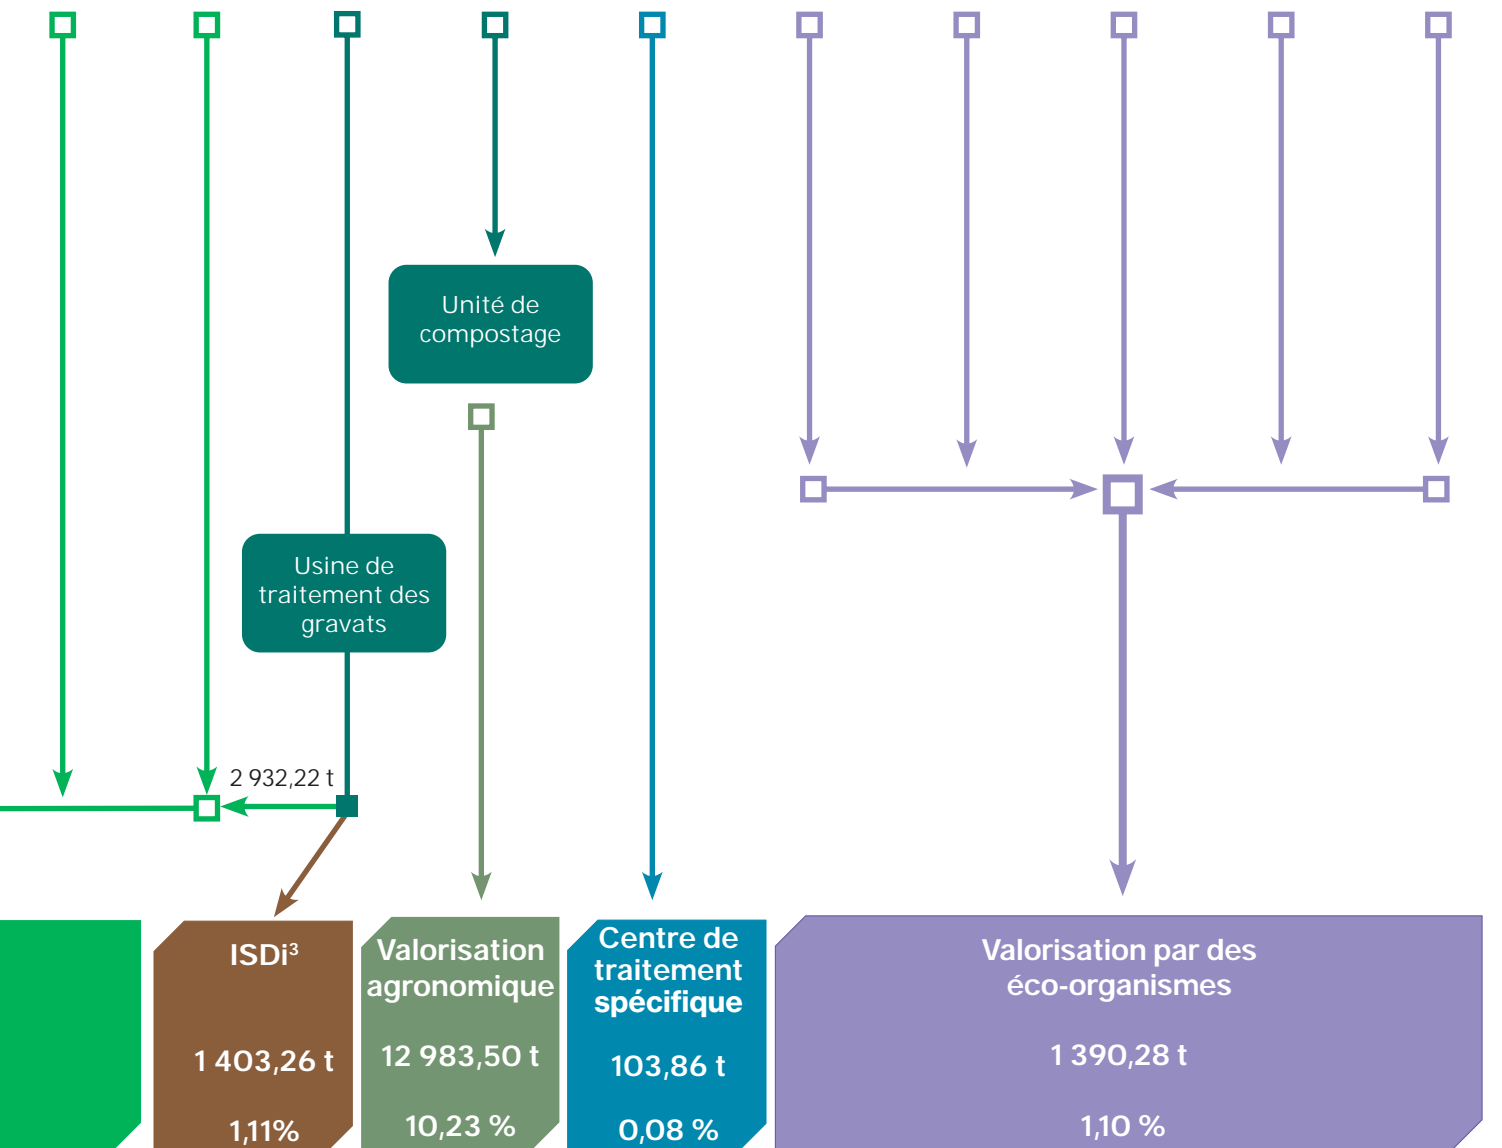 Unité de
compostage
Usine de
traitement des
gravats
2 932,22 t
ISDi³
1 403,26 t
1,11%
Valorisation
agronomique
12 983,50 t
10,23 %
Centre de
traitement
spécifique
103,86 t
0,08 %
Valorisation par des
éco-organismes
1 390,28 t
1,10 %